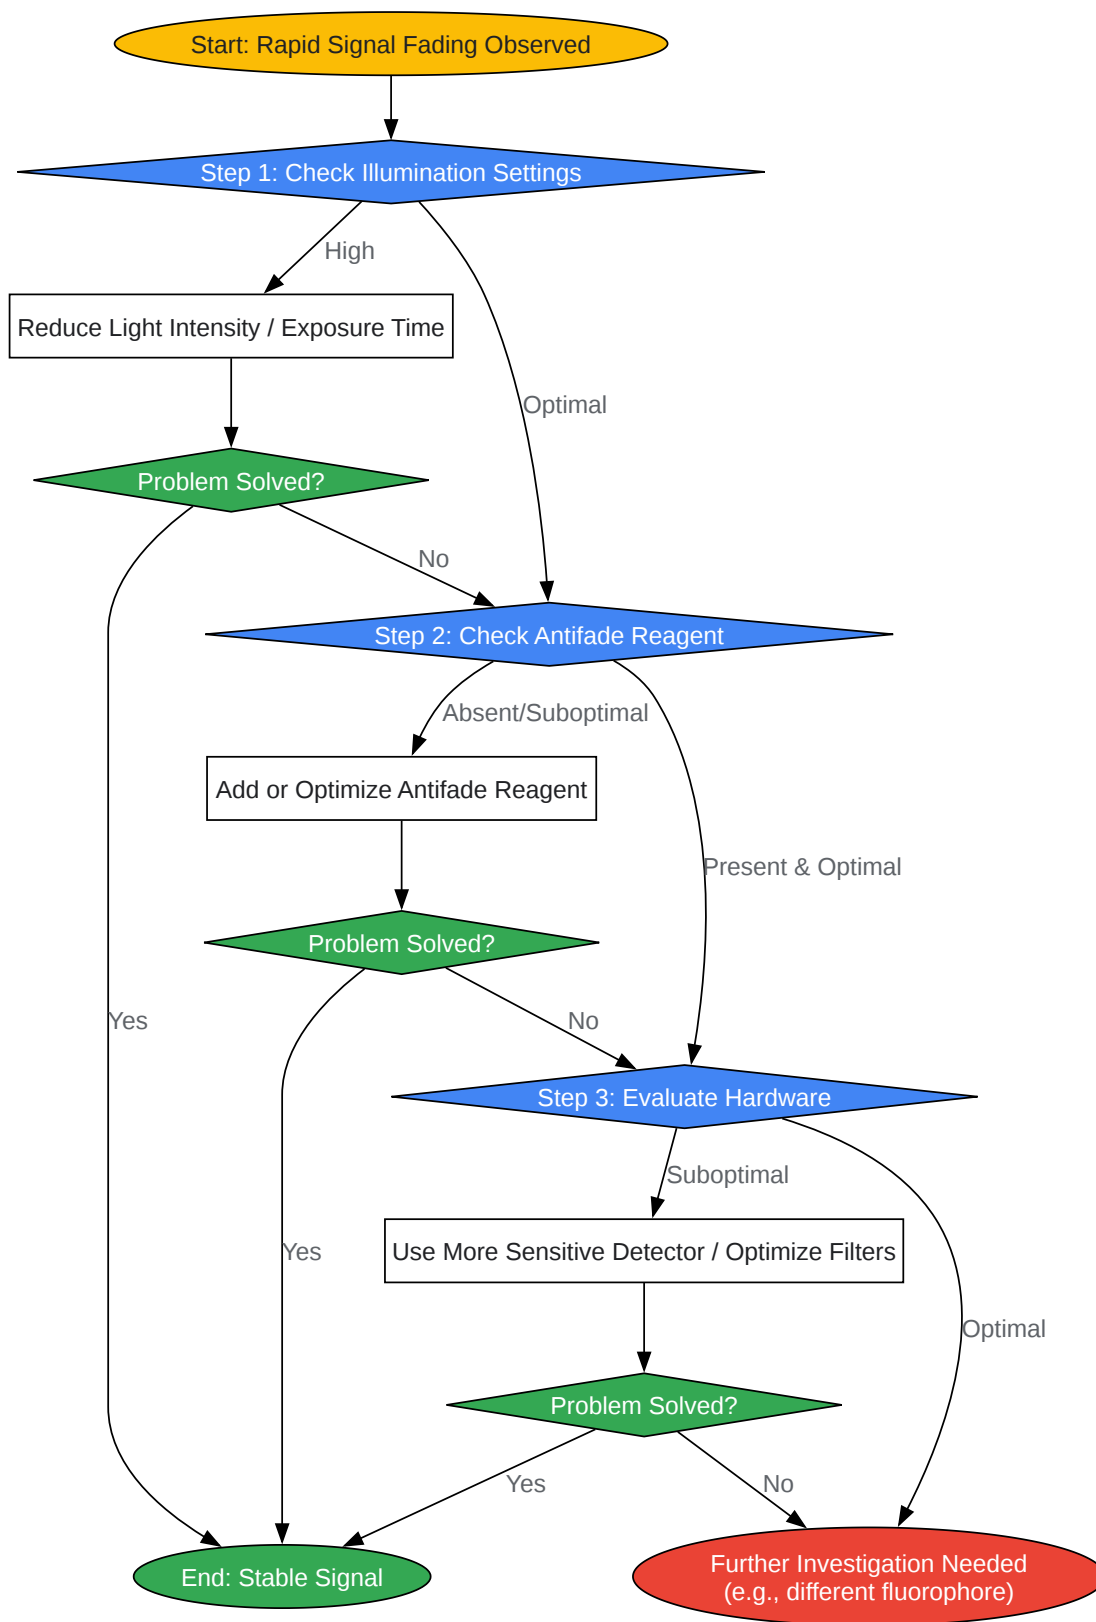 Start: Rapid Signal Fading Observed
Step 1: Check Illumination Settings
High
Reduce Light Intensity / Exposure Time
Optimal
Problem Solved?
No
Step 2: Check Antifade Reagent
Absent/Suboptimal
Add or Optimize Antifade Reagent
Present & Optimal
Problem Solved?
Yes
No
Step 3: Evaluate Hardware
Suboptimal
Yes
Use More Sensitive Detector / Optimize Filters
Optimal
Problem Solved?
Yes
No
End: Stable Signal
Further Investigation Needed
(e.g., different fluorophore)